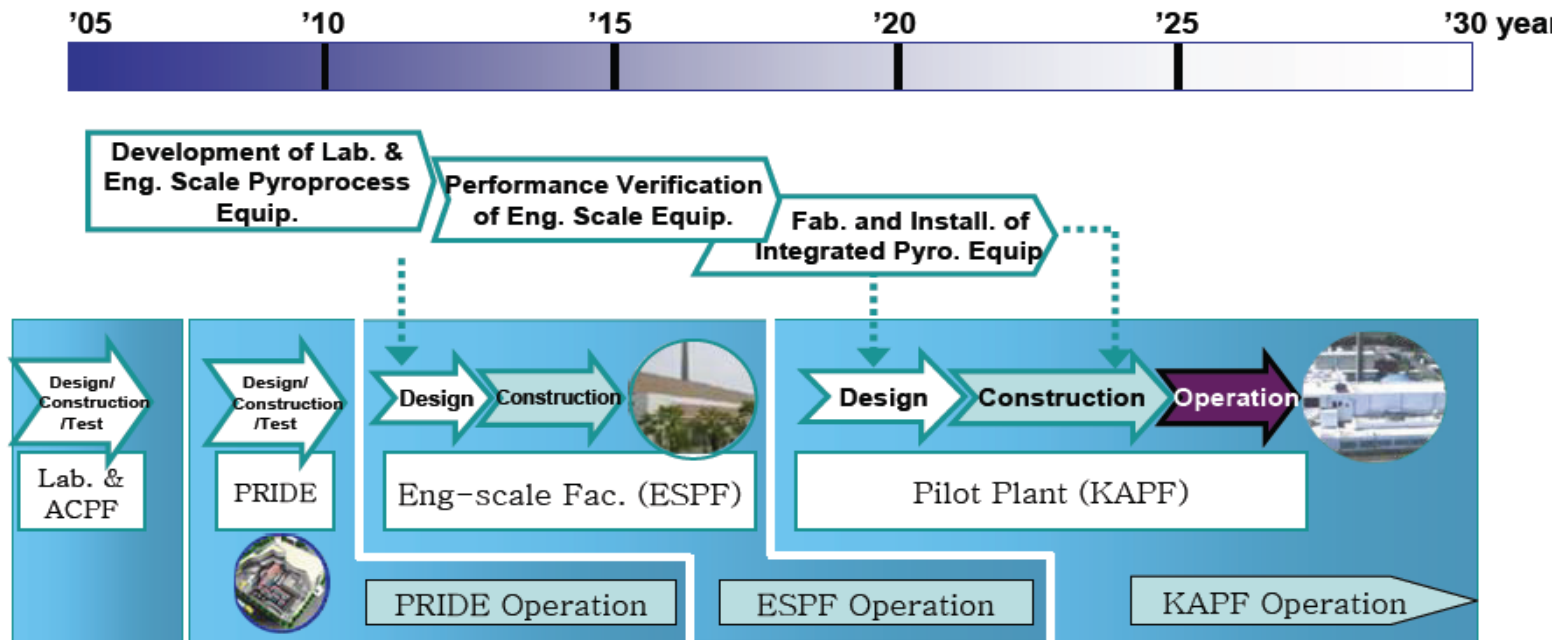 '05 '10 '15 '20 '25 '30 year
Development of Lab. &
Eng. Scale Pyroprocess
Equip.
Performance Verification
of Eng. Scale Equip.
Fab. and Install. of
Integrated Pyro. Equip
Design/
Construction
/Test
Lab. &
ACPF
Design/
Construction
/Test
PRIDE
Design
Construction
Eng-scale Fac. (ESPF)
Design
Construction
Operation
Pilot Plant (KAPF)
PRIDE Operation
ESPF Operation
KAPF Operation